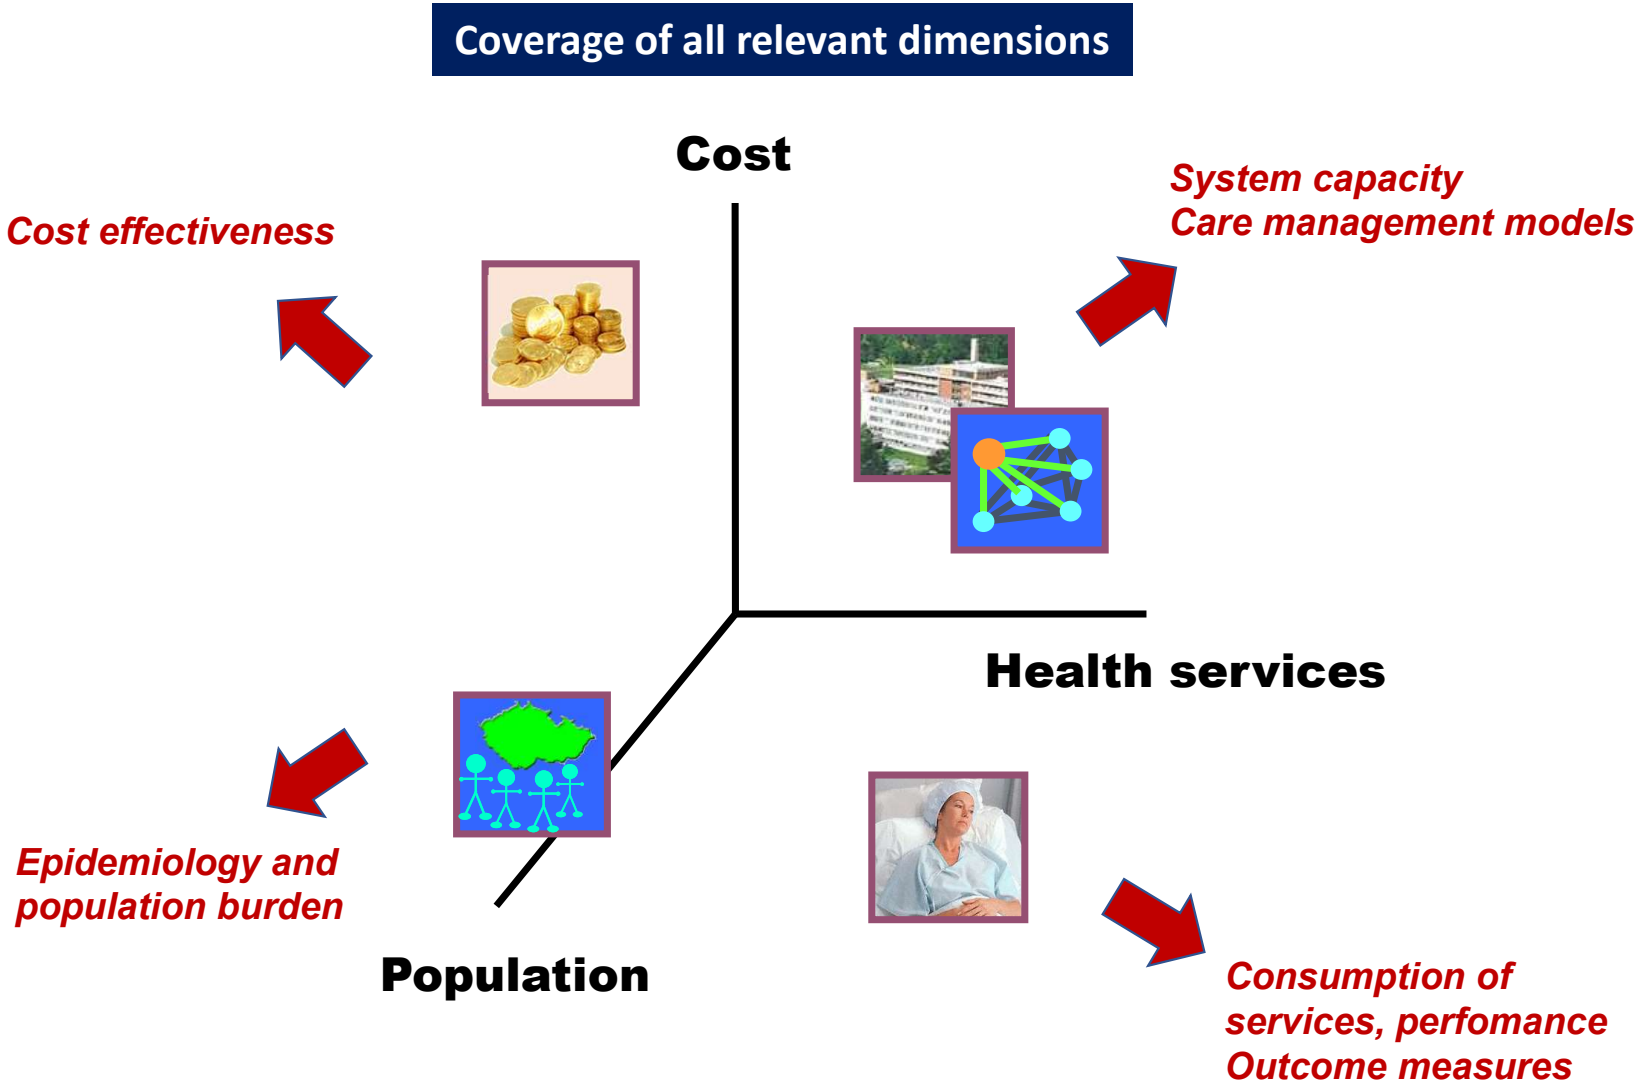 Coverage of all relevant dimensions
Cost
System capacity
Care management models
Cost effectiveness
Health services
Epidemiology and
population burden
Population
Consumption of
services, perfomance
Outcome measures